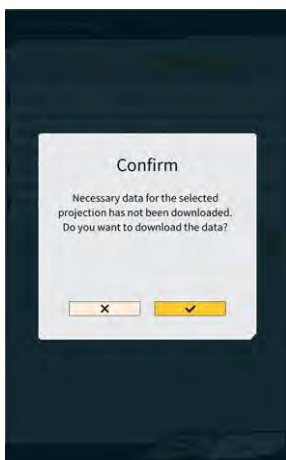 Confirm
Necessary data for the selected
projection has not been downloaded.
Do you want to download the data?